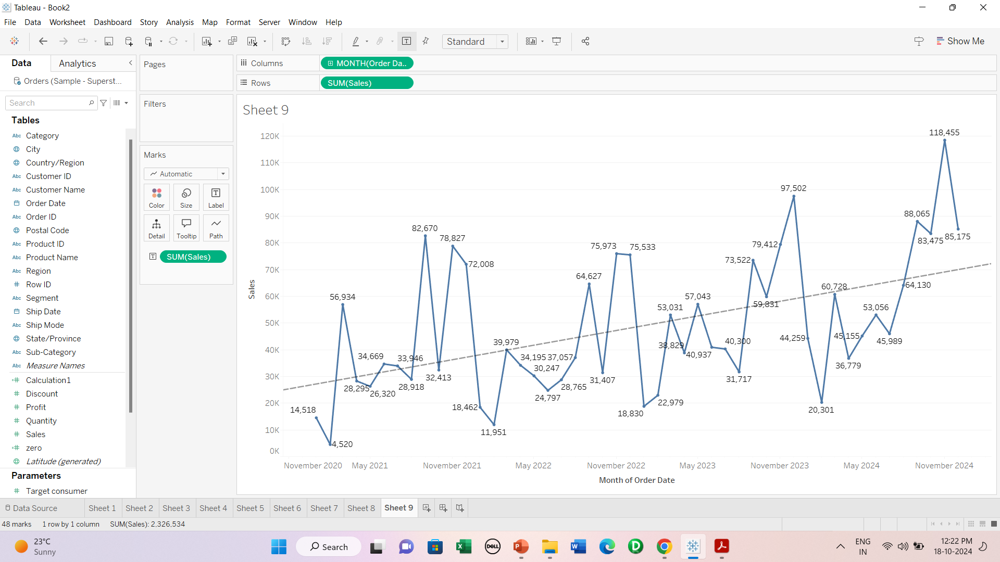 Tableau - Book2
File Data Worksheet Dashboard Story Analysis Map Format Server Window Help
Standard
Show Me
Data Analytics
Orders (Sample - Superst...
Search
Tables
Abc Category
City
Country/Region
Abc Customer ID
Abc Customer Name
Order Date
Abc Order ID
Postal Code
Abc Product ID
Abc Product Name
Abc Region
# Row ID
Abc Segment
Ship Date
Abc Ship Mode
State/Province
Abc Sub-Category
Abc Measure Names
=# Calculation1
# Discount
# Profit
# Quantity
# Sales
=# zero
Latitude (generated)
Parameters
# Target consumer
Pages
Filters
Marks
Automatic
Color Size Label
Detail Tooltip Path
SUM(Sales)
Columns MONTH(Order Da..
Rows SUM(Sales)
Sheet 9
Sales
120K
110K
100K
90K
80K
70K
60K
50K
40K
30K
20K
10K
0K
14,518
4,520
56,934
28,295
26,320
34,669
33,946
28,918
82,670
32,413
78,827
72,008
18,462
11,951
39,979
34,195
30,247
24,797
28,765
37,057
64,627
31,407
75,973
75,533
18,830
22,979
53,031
38,829
57,043
40,937
40,300
31,717
73,522
59,831
79,412
97,502
44,259
20,301
60,728
36,779
45,155
53,056
45,989
64,130
88,065
83,475
118,455
85,175
November 2020 May 2021 November 2021 May 2022 November 2022 May 2023 November 2023 May 2024 November 2024
Month of Order Date
Data Source Sheet 1 Sheet 2 Sheet 3 Sheet 4 Sheet 5 Sheet 6 Sheet 7 Sheet 8 Sheet 9
48 marks 1 row by 1 column SUM(Sales): 2,326,534
23°C
Sunny
Search
DELL
ENG
IN
12:22 PM
18-10-2024